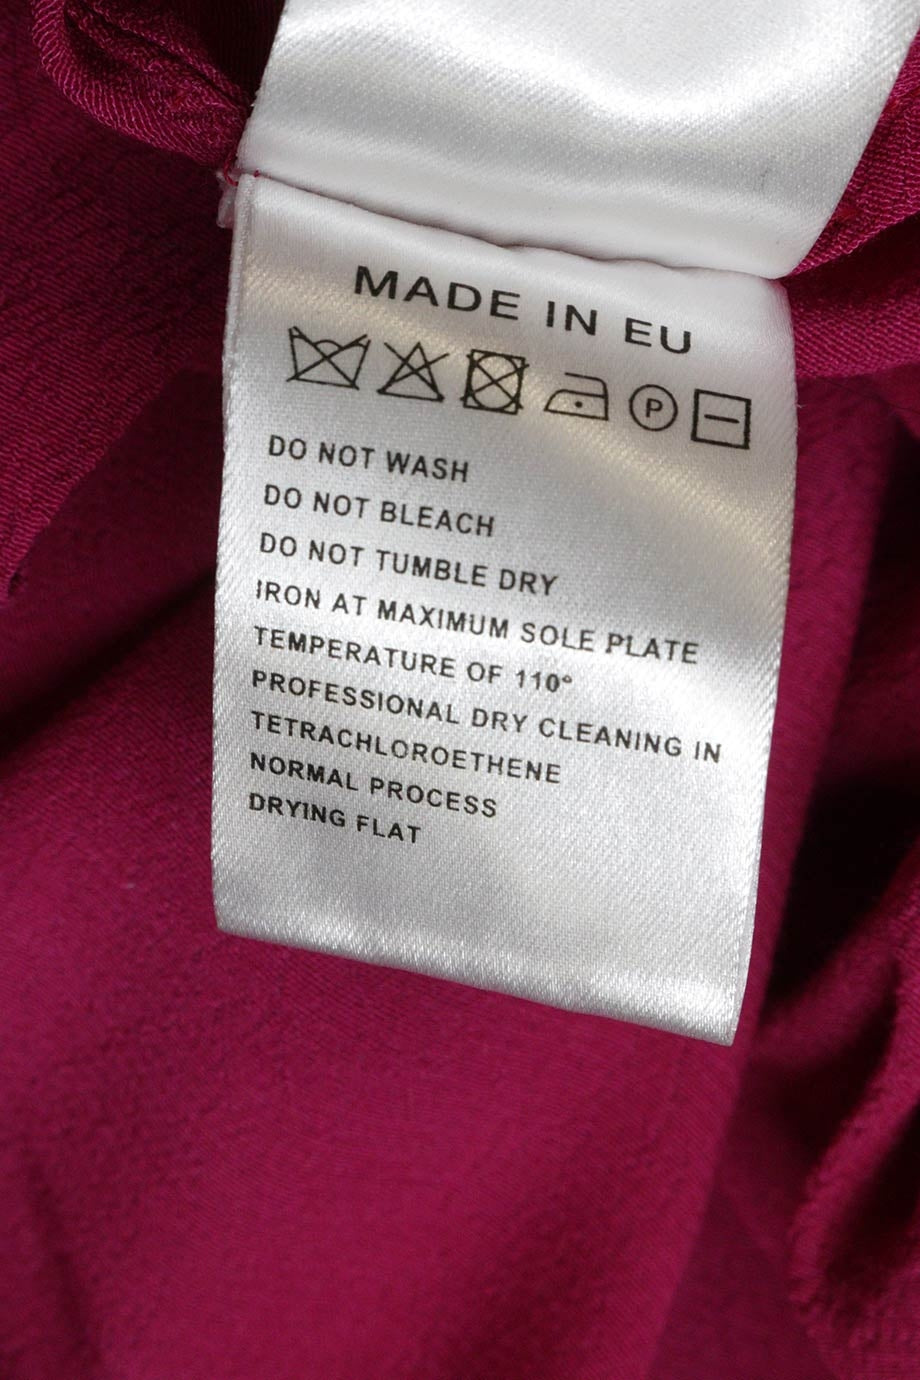 MADE IN EU
P
DO NOT WASH
DO NOT BLEACH
DO NOT TUMBLE DRY
IRON AT MAXIMUM SOLE PLATE
TEMPERATURE OF 110°
PROFESSIONAL DRY CLEANING IN
TETRACHLOROETHENE
NORMAL PROCESS
DRYING FLAT